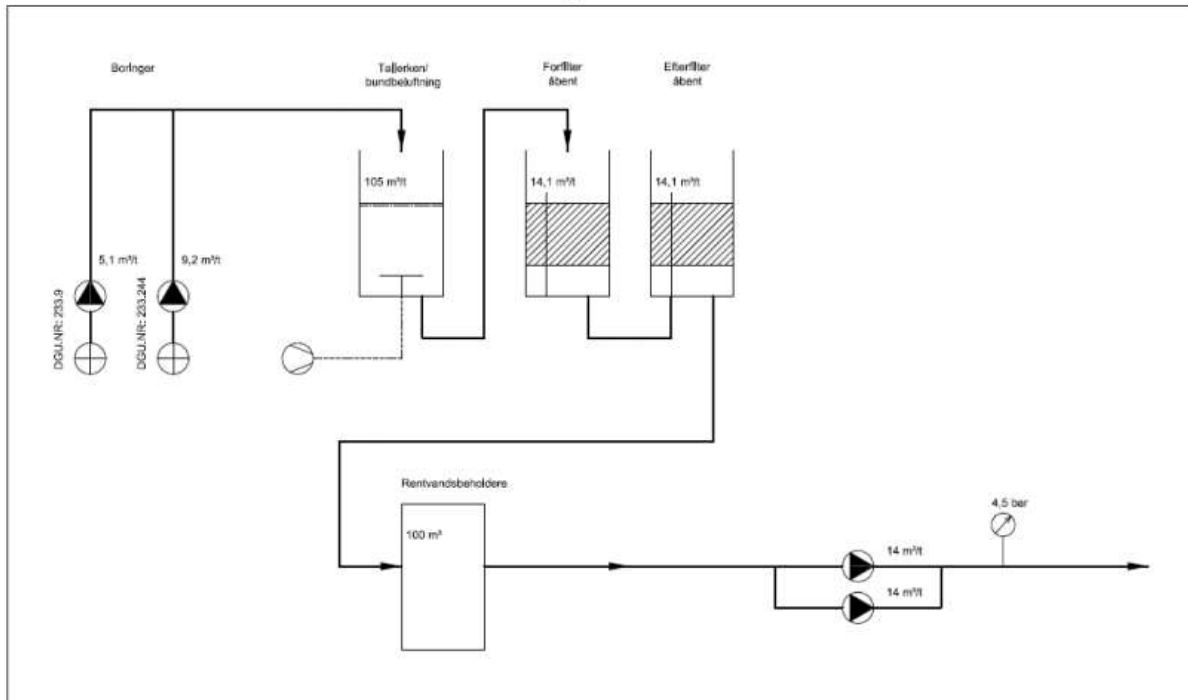 Boringer
Tallerken/
bundbeluftning
Forfilter
åbent
Efterfilter
åbent
105 m³/t
14,1 m³/t
14,1 m³/t
5,1 m³/t
9,2 m³/t
DGU.NR: 233.9
DGU.NR: 233.244
Rentvandsbeholdere
100 m³
4,5 bar
14 m³/t
14 m³/t